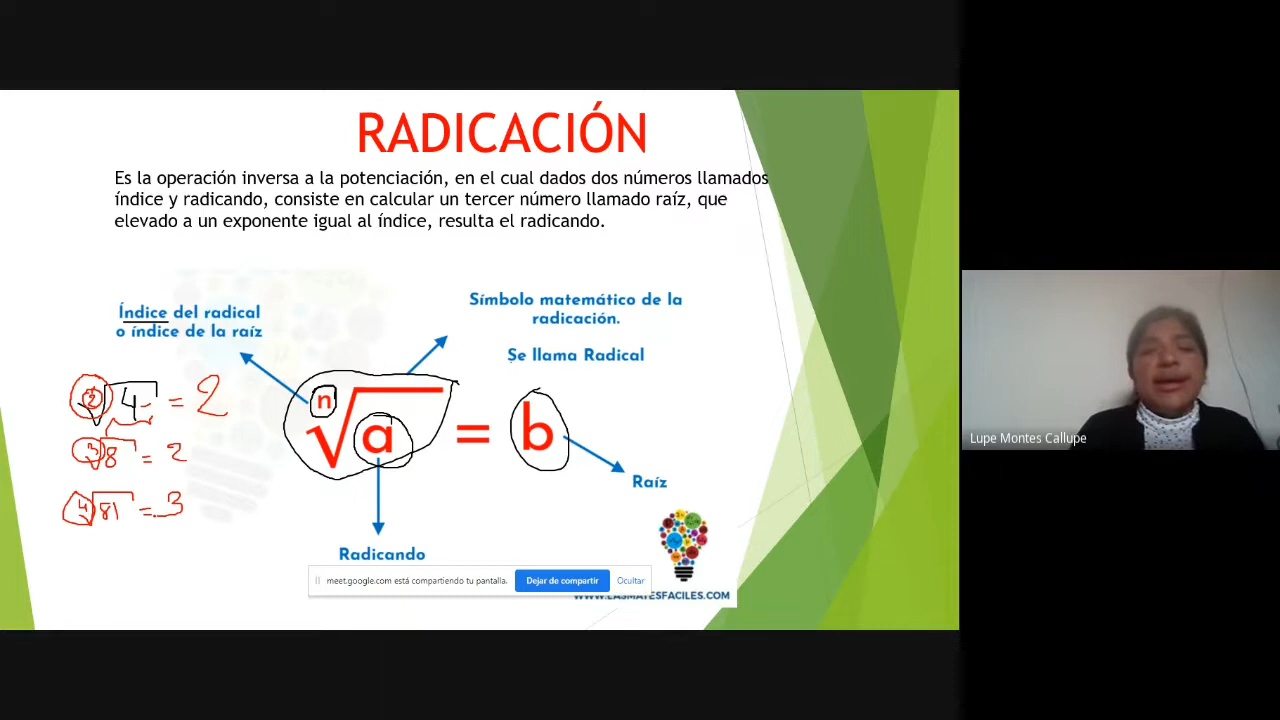 RADICACIÓN
Es la operación inversa a la potenciación, en el cual dados dos números llamados
índice y radicando, consiste en calcular un tercer número llamado raíz, que
elevado a un exponente igual al índice, resulta el radicando.
Índice del radical
o índice de la raíz
Símbolo matemático de la
radicación.
Se llama Radical
2√4 = 2
3√8 = 2
4√81 = 3
n√a = b
Raíz
Radicando
meet.google.com está compartiendo tu pantalla.
Dejar de compartir
Ocultar
WWW.LASMATESFACILES.COM
Lupe Montes Callupe